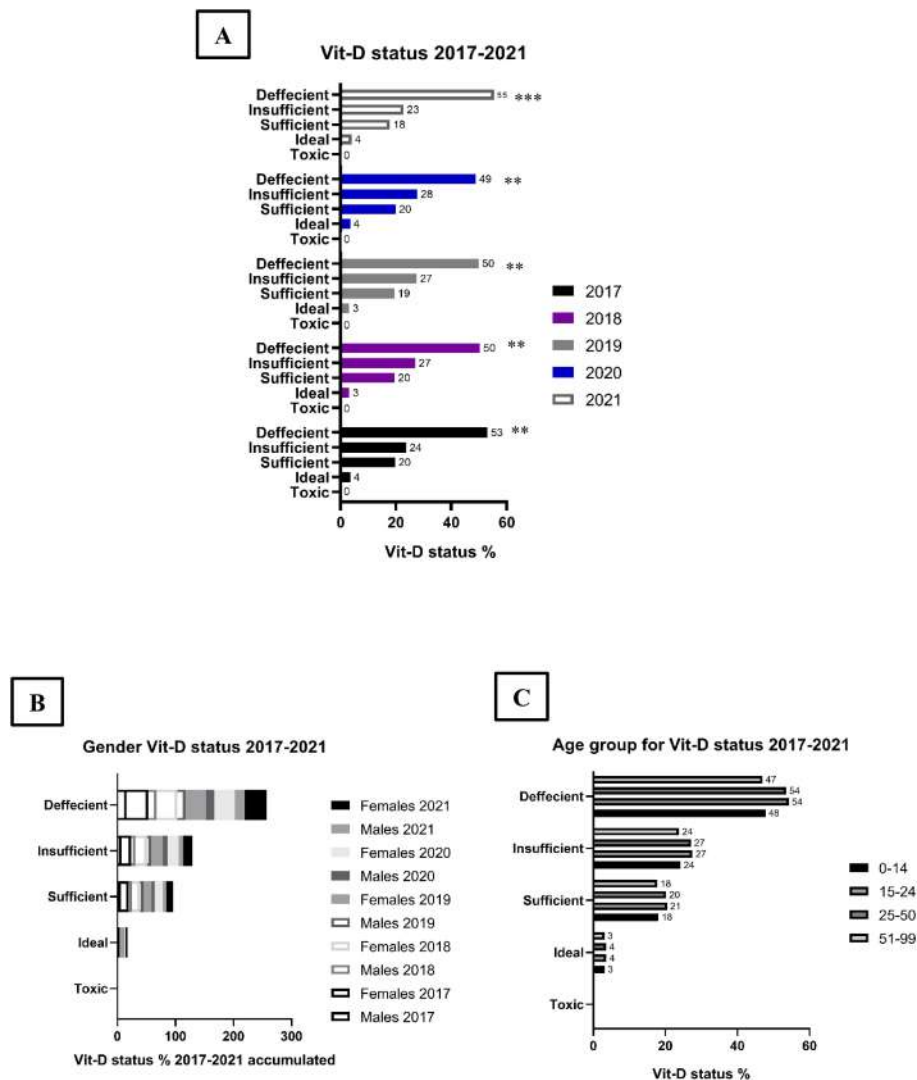 A
Vit-D status 2017-2021
Deffecient 55 ***
Insufficient 23
Sufficient 18
Ideal 4
Toxic 0
Deffecient 49 **
Insufficient 28
Sufficient 20
Ideal 4
Toxic 0
Deffecient 50 **
Insufficient 27
Sufficient 19
Ideal 3
Toxic 0
Deffecient 50 **
Insufficient 27
Sufficient 20
Ideal 3
Toxic 0
Deffecient 53 **
Insufficient 24
Sufficient 20
Ideal 4
Toxic 0
0 20 40 60
Vit-D status %
2017
2018
2019
2020
2021
B
Gender Vit-D status 2017-2021
Deffecient
Insufficient
Sufficient
Ideal
Toxic
0 100 200 300
Vit-D status % 2017-2021 accumulated
Females 2021
Males 2021
Females 2020
Males 2020
Females 2019
Males 2019
Females 2018
Males 2018
Females 2017
Males 2017
C
Age group for Vit-D status 2017-2021
47
Deffecient 54
54
48
24
Insufficient 27
27
24
18
Sufficient 20
21
18
3
Ideal 4
4
3
Toxic
0 20 40 60
Vit-D status %
0-14
15-24
25-50
51-99